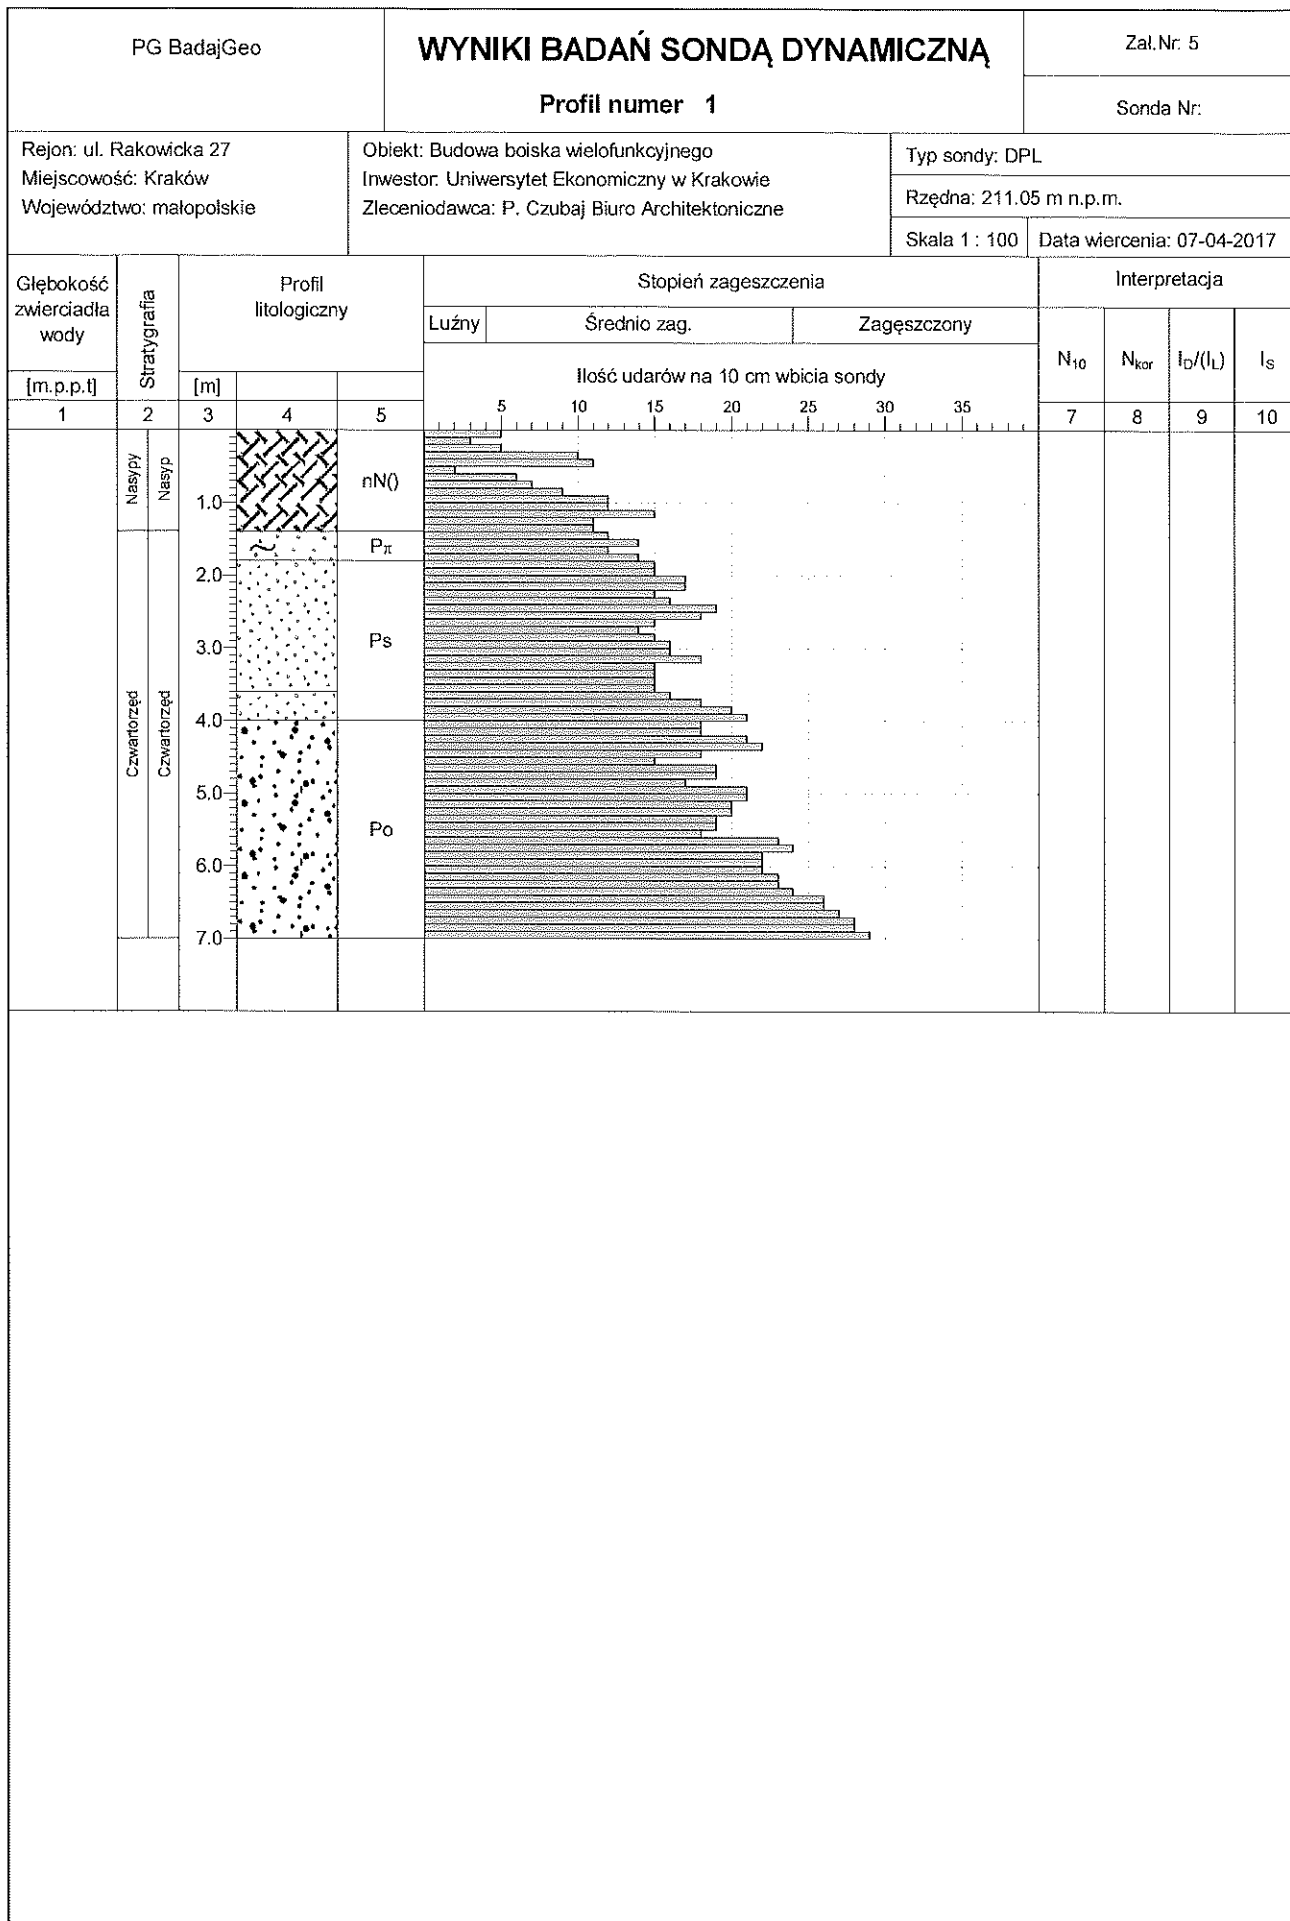 PG BadajGeo
WYNIKI BADAŃ SONDĄ DYNAMICZNĄ
Profil numer 1
Zał.Nr: 5
Sonda Nr:
Rejon: ul. Rakowicka 27
Miejscowość: Kraków
Województwo: małopolskie
Obiekt: Budowa boiska wielofunkcyjnego
Inwestor: Uniwersytet Ekonomiczny w Krakowie
Zleceniodawca: P. Czubaj Biuro Architektoniczne
Typ sondy: DPL
Rzędna: 211.05 m n.p.m.
Skala 1 : 100
Data wiercenia: 07-04-2017
Głębokość
zwierciadła
wody
[m.p.p.t]
Stratygrafia
Profil
litologiczny
[m]
Stopień zageszczenia
Luźny
Średnio zag.
Zagęszczony
Ilość udarów na 10 cm wbicia sondy
5 10 15 20 25 30 35
Interpretacja
N10
Nkor
ID/(IL)
IS
1 2 3 4 5 7 8 9 10
Nasypy
Nasyp
nN()
1.0
Pπ
2.0
Ps
3.0
4.0
Czwartorzęd
Czwartorzęd
5.0
Po
6.0
7.0